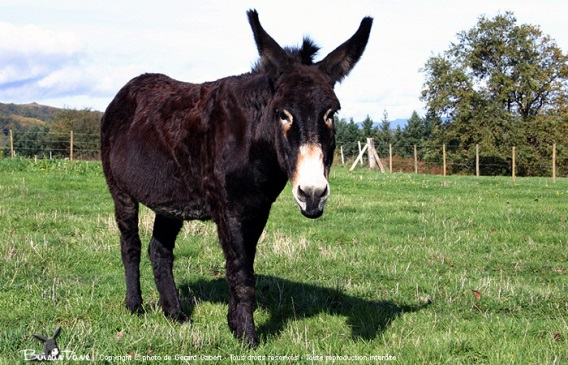 Copyright © photo de Gérard Gabert - Tous droits réservés - Toute reproduction interdite